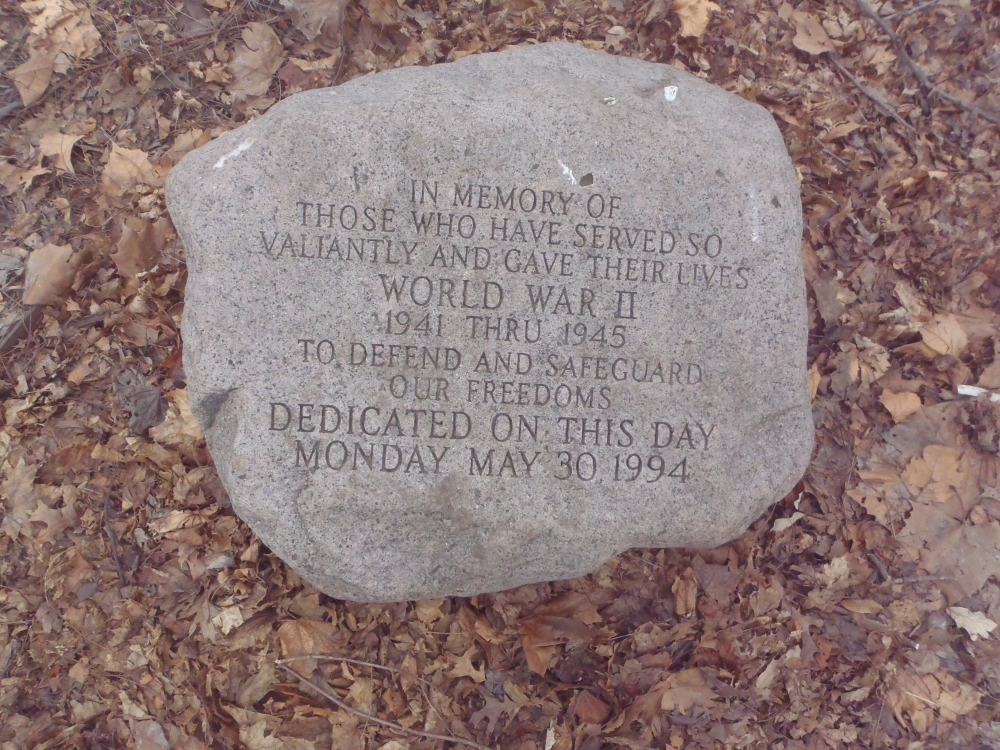 IN MEMORY OF
THOSE WHO HAVE SERVED SO
VALIANTLY AND GAVE THEIR LIVES
WORLD WAR II
1941 THRU 1945
TO DEFEND AND SAFEGUARD
OUR FREEDOMS
DEDICATED ON THIS DAY
MONDAY MAY 30 1994